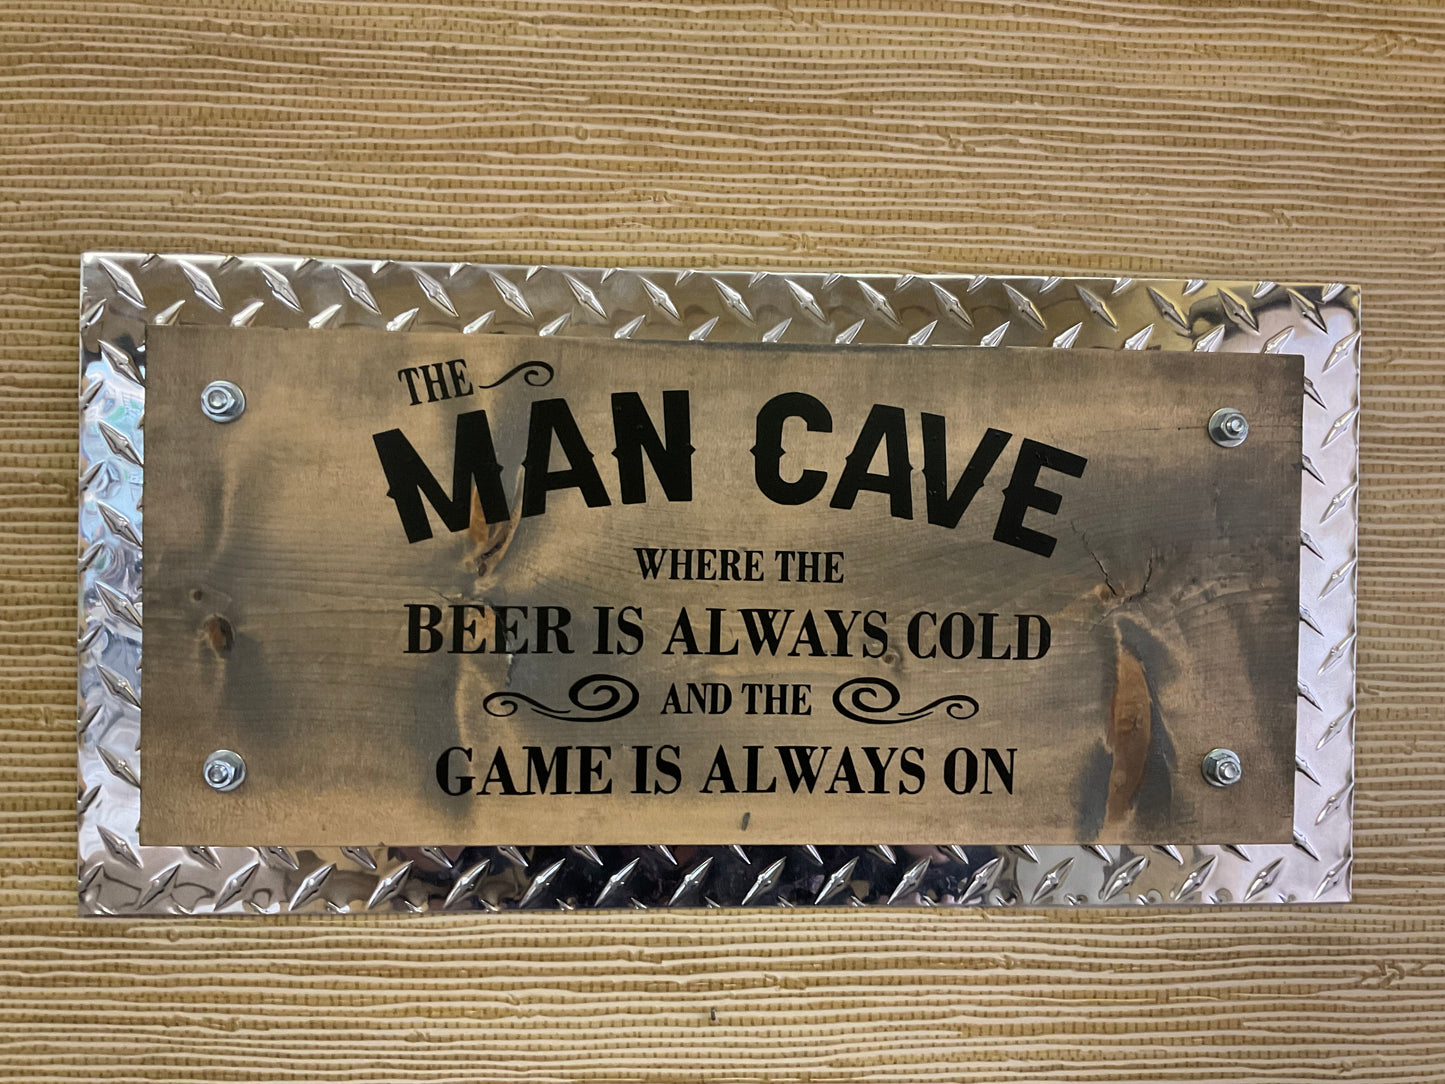 THE
MAN CAVE
WHERE THE
BEER IS ALWAYS COLD
AND THE
GAME IS ALWAYS ON